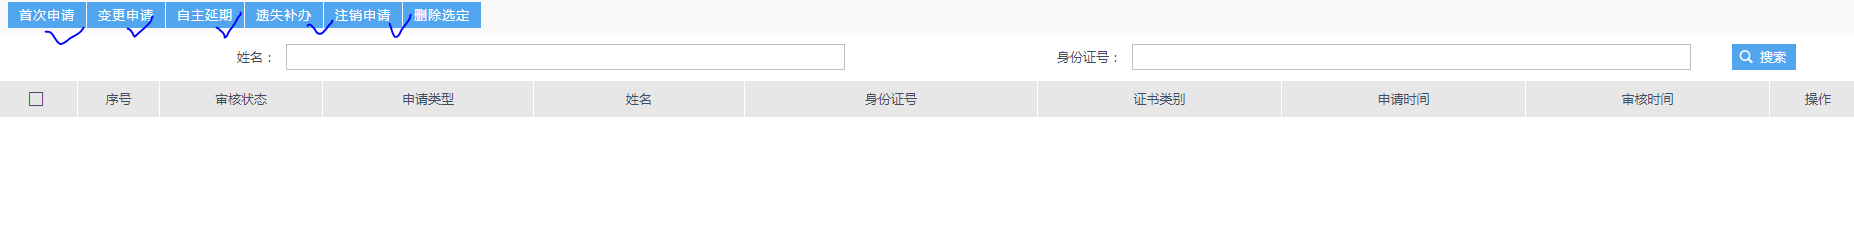 首次申请 变更申请 自主延期 遗失补办 注销申请 删除选定
姓名： 身份证号： 搜索
序号 审核状态 申请类型 姓名 身份证号 证书类别 申请时间 审核时间 操作